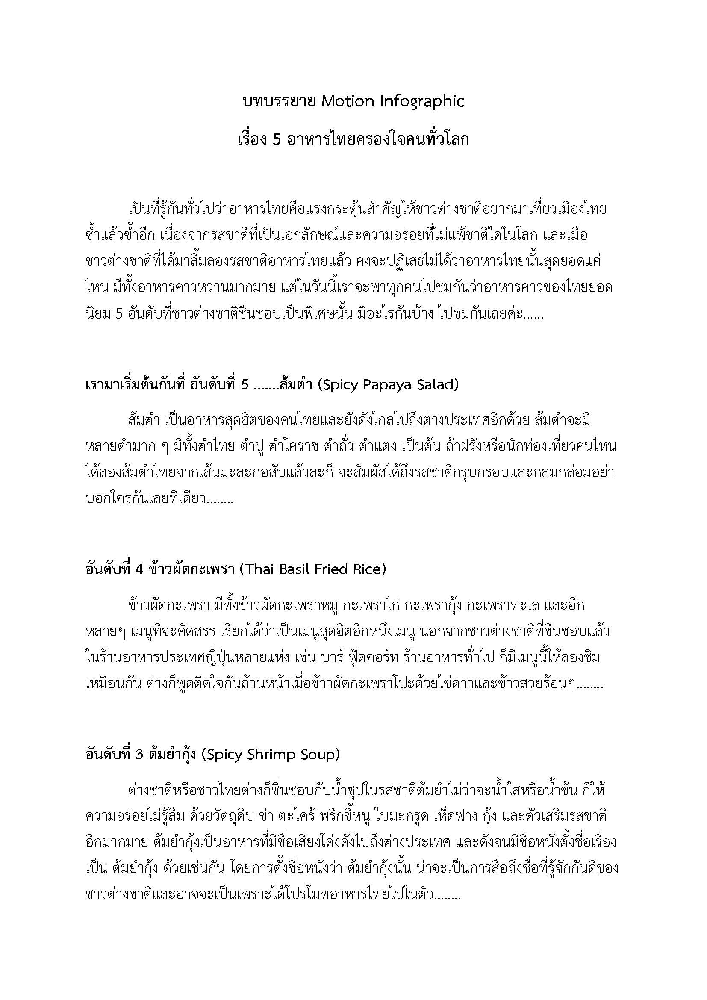 บทบรรยาย Motion Infographic
เรื่อง 5 อาหารไทยครองใจคนทั่วโลก
เป็นที่รู้กันทั่วไปว่าอาหารไทยคือแรงกระตุ้นสำคัญให้ชาวต่างชาติอยากมาเที่ยวเมืองไทย
ซ้ำแล้วซ้ำอีก เนื่องจากรสชาติที่เป็นเอกลักษณ์และความอร่อยที่ไม่แพ้ชาติใดในโลก และเมื่อ
ชาวต่างชาติที่ได้มาลิ้มลองรสชาติอาหารไทยแล้ว คงจะปฏิเสธไม่ได้ว่าอาหารไทยนั้นสุดยอดแค่
ไหน มีทั้งอาหารคาวหวานมากมาย แต่ในวันนี้เราจะพาทุกคนไปชมกันว่าอาหารคาวของไทยยอด
นิยม 5 อันดับที่ชาวต่างชาติชื่นชอบเป็นพิเศษนั้น มีอะไรกันบ้าง ไปชมกันเลยค่ะ......
เรามาเริ่มต้นกันที่ อันดับที่ 5 .......ส้มตำ (Spicy Papaya Salad)
ส้มตำ เป็นอาหารสุดฮิตของคนไทยและยังดังไกลไปถึงต่างประเทศอีกด้วย ส้มตำจะมี
หลายตำมาก ๆ มีทั้งตำไทย ตำปู ตำโคราช ตำถั่ว ตำแตง เป็นต้น ถ้าฝรั่งหรือนักท่องเที่ยวคนไหน
ได้ลองส้มตำไทยจากเส้นมะละกอสับแล้วละก็ จะสัมผัสได้ถึงรสชาติกรุบกรอบและกลมกล่อมอย่า
บอกใครกันเลยทีเดียว........
อันดับที่ 4 ข้าวผัดกะเพรา (Thai Basil Fried Rice)
ข้าวผัดกะเพรา มีทั้งข้าวผัดกะเพราหมู กะเพราไก่ กะเพรากุ้ง กะเพราทะเล และอีก
หลายๆ เมนูที่จะคัดสรร เรียกได้ว่าเป็นเมนูสุดฮิตอีกหนึ่งเมนู นอกจากชาวต่างชาติที่ชื่นชอบแล้ว
ในร้านอาหารประเทศญี่ปุ่นหลายแห่ง เช่น บาร์ ฟู้ดคอร์ท ร้านอาหารทั่วไป ก็มีเมนูนี้ให้ลองชิม
เหมือนกัน ต่างก็พูดติดใจกันถ้วนหน้าเมื่อข้าวผัดกะเพราโปะด้วยไข่ดาวและข้าวสวยร้อนๆ........
อันดับที่ 3 ต้มยำกุ้ง (Spicy Shrimp Soup)
ต่างชาติหรือชาวไทยต่างก็ชื่นชอบกับน้ำซุปในรสชาติต้มยำไม่ว่าจะน้ำใสหรือน้ำข้น ก็ให้
ความอร่อยไม่รู้ลืม ด้วยวัตถุดิบ ข่า ตะไคร้ พริกขี้หนู ใบมะกรูด เห็ดฟาง กุ้ง และตัวเสริมรสชาติ
อีกมากมาย ต้มยำกุ้งเป็นอาหารที่มีชื่อเสียงโด่งดังไปถึงต่างประเทศ และดังจนมีชื่อหนังตั้งชื่อเรื่อง
เป็น ต้มยำกุ้ง ด้วยเช่นกัน โดยการตั้งชื่อหนังว่า ต้มยำกุ้งนั้น น่าจะเป็นการสื่อถึงชื่อที่รู้จักกันดีของ
ชาวต่างชาติและอาจจะเป็นเพราะได้โปรโมทอาหารไทยไปในตัว........